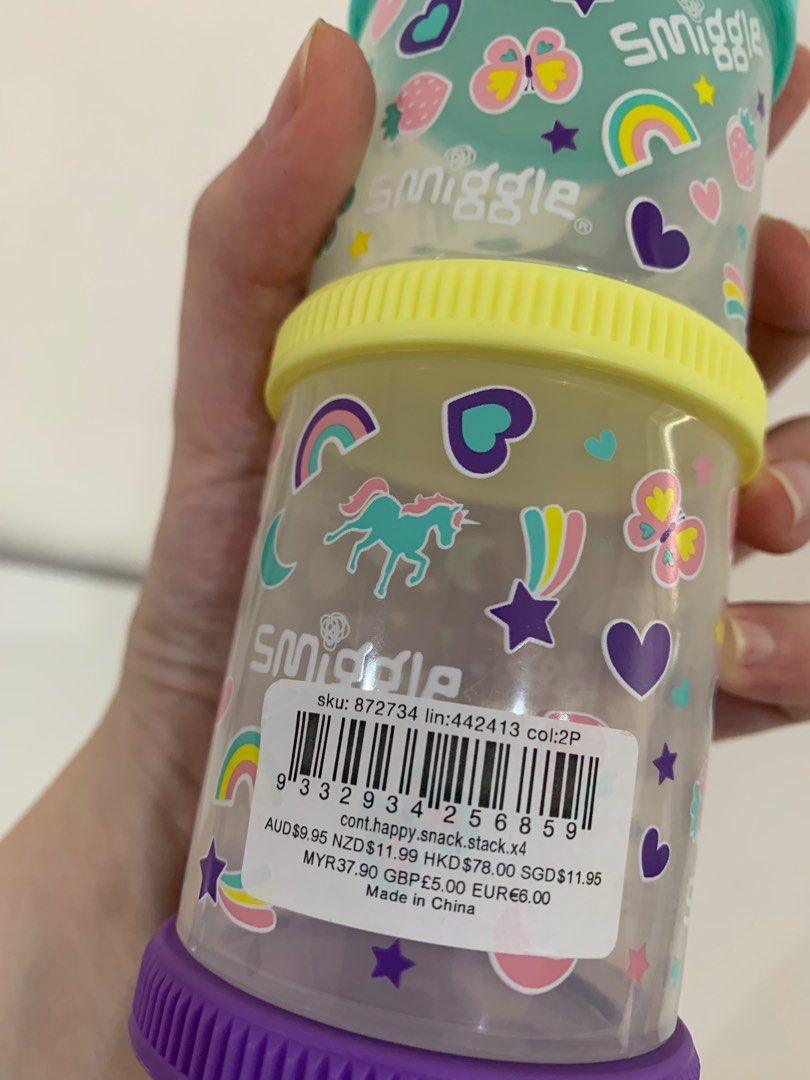 smiggle
smiggle®
smiggle
sku: 872734 lin:442413 col:2P
9 332934 256859
cont.happy.snack.stack.x4
AUD$9.95 NZD$11.99 HKD$78.00 SGD$11.95
MYR37.90 GBP£5.00 EUR€6.00
Made in China